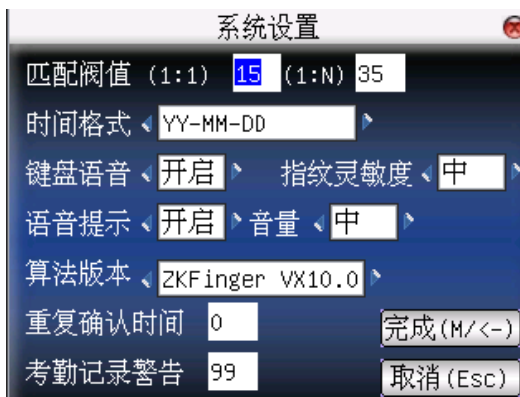 系统设置
匹配阀值 (1:1) 15 (1:N) 35
时间格式 YY-MM-DD
键盘语音 开启 指纹灵敏度 中
语音提示 开启 音量 中
算法版本 ZKFinger VX10.0
重复确认时间 0
完成(M/<-)
考勤记录警告 99
取消(Esc)